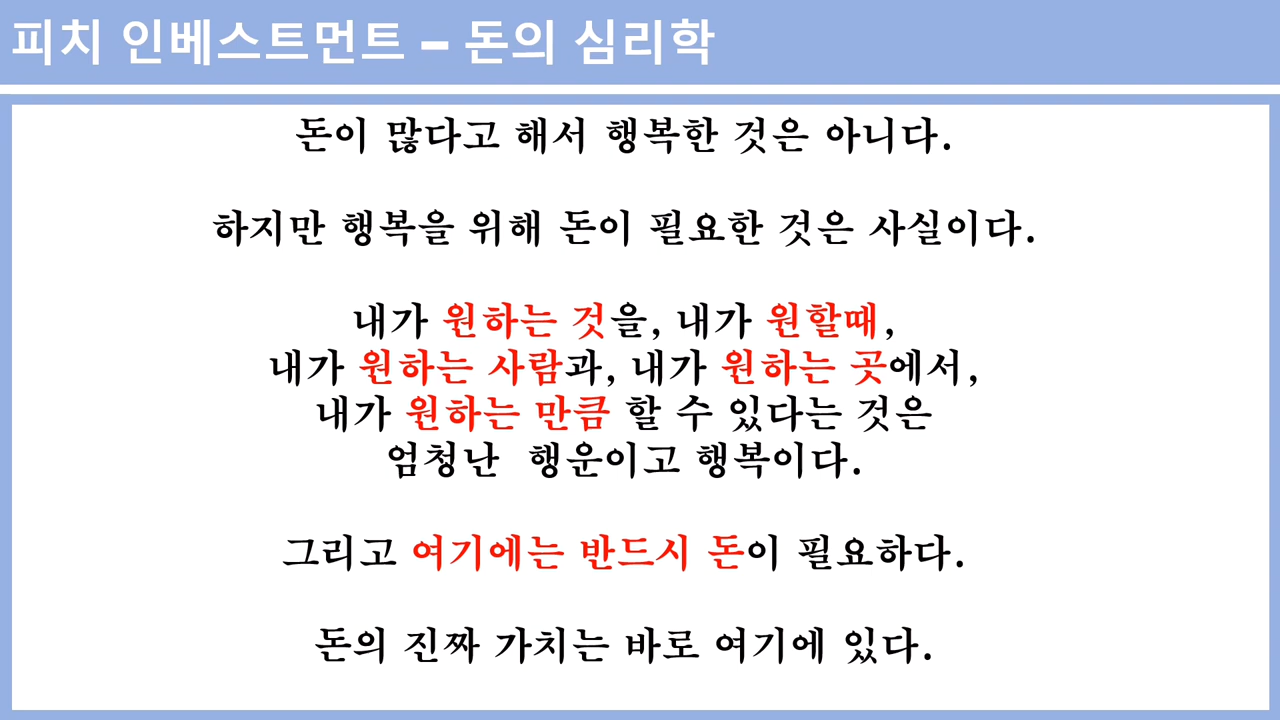 피치 인베스트먼트 – 돈의 심리학
돈이 많다고 해서 행복한 것은 아니다.
하지만 행복을 위해 돈이 필요한 것은 사실이다.
내가 원하는 것을, 내가 원할때,
내가 원하는 사람과, 내가 원하는 곳에서,
내가 원하는 만큼 할 수 있다는 것은
엄청난  행운이고 행복이다.
그리고 여기에는 반드시 돈이 필요하다.
돈의 진짜 가치는 바로 여기에 있다.